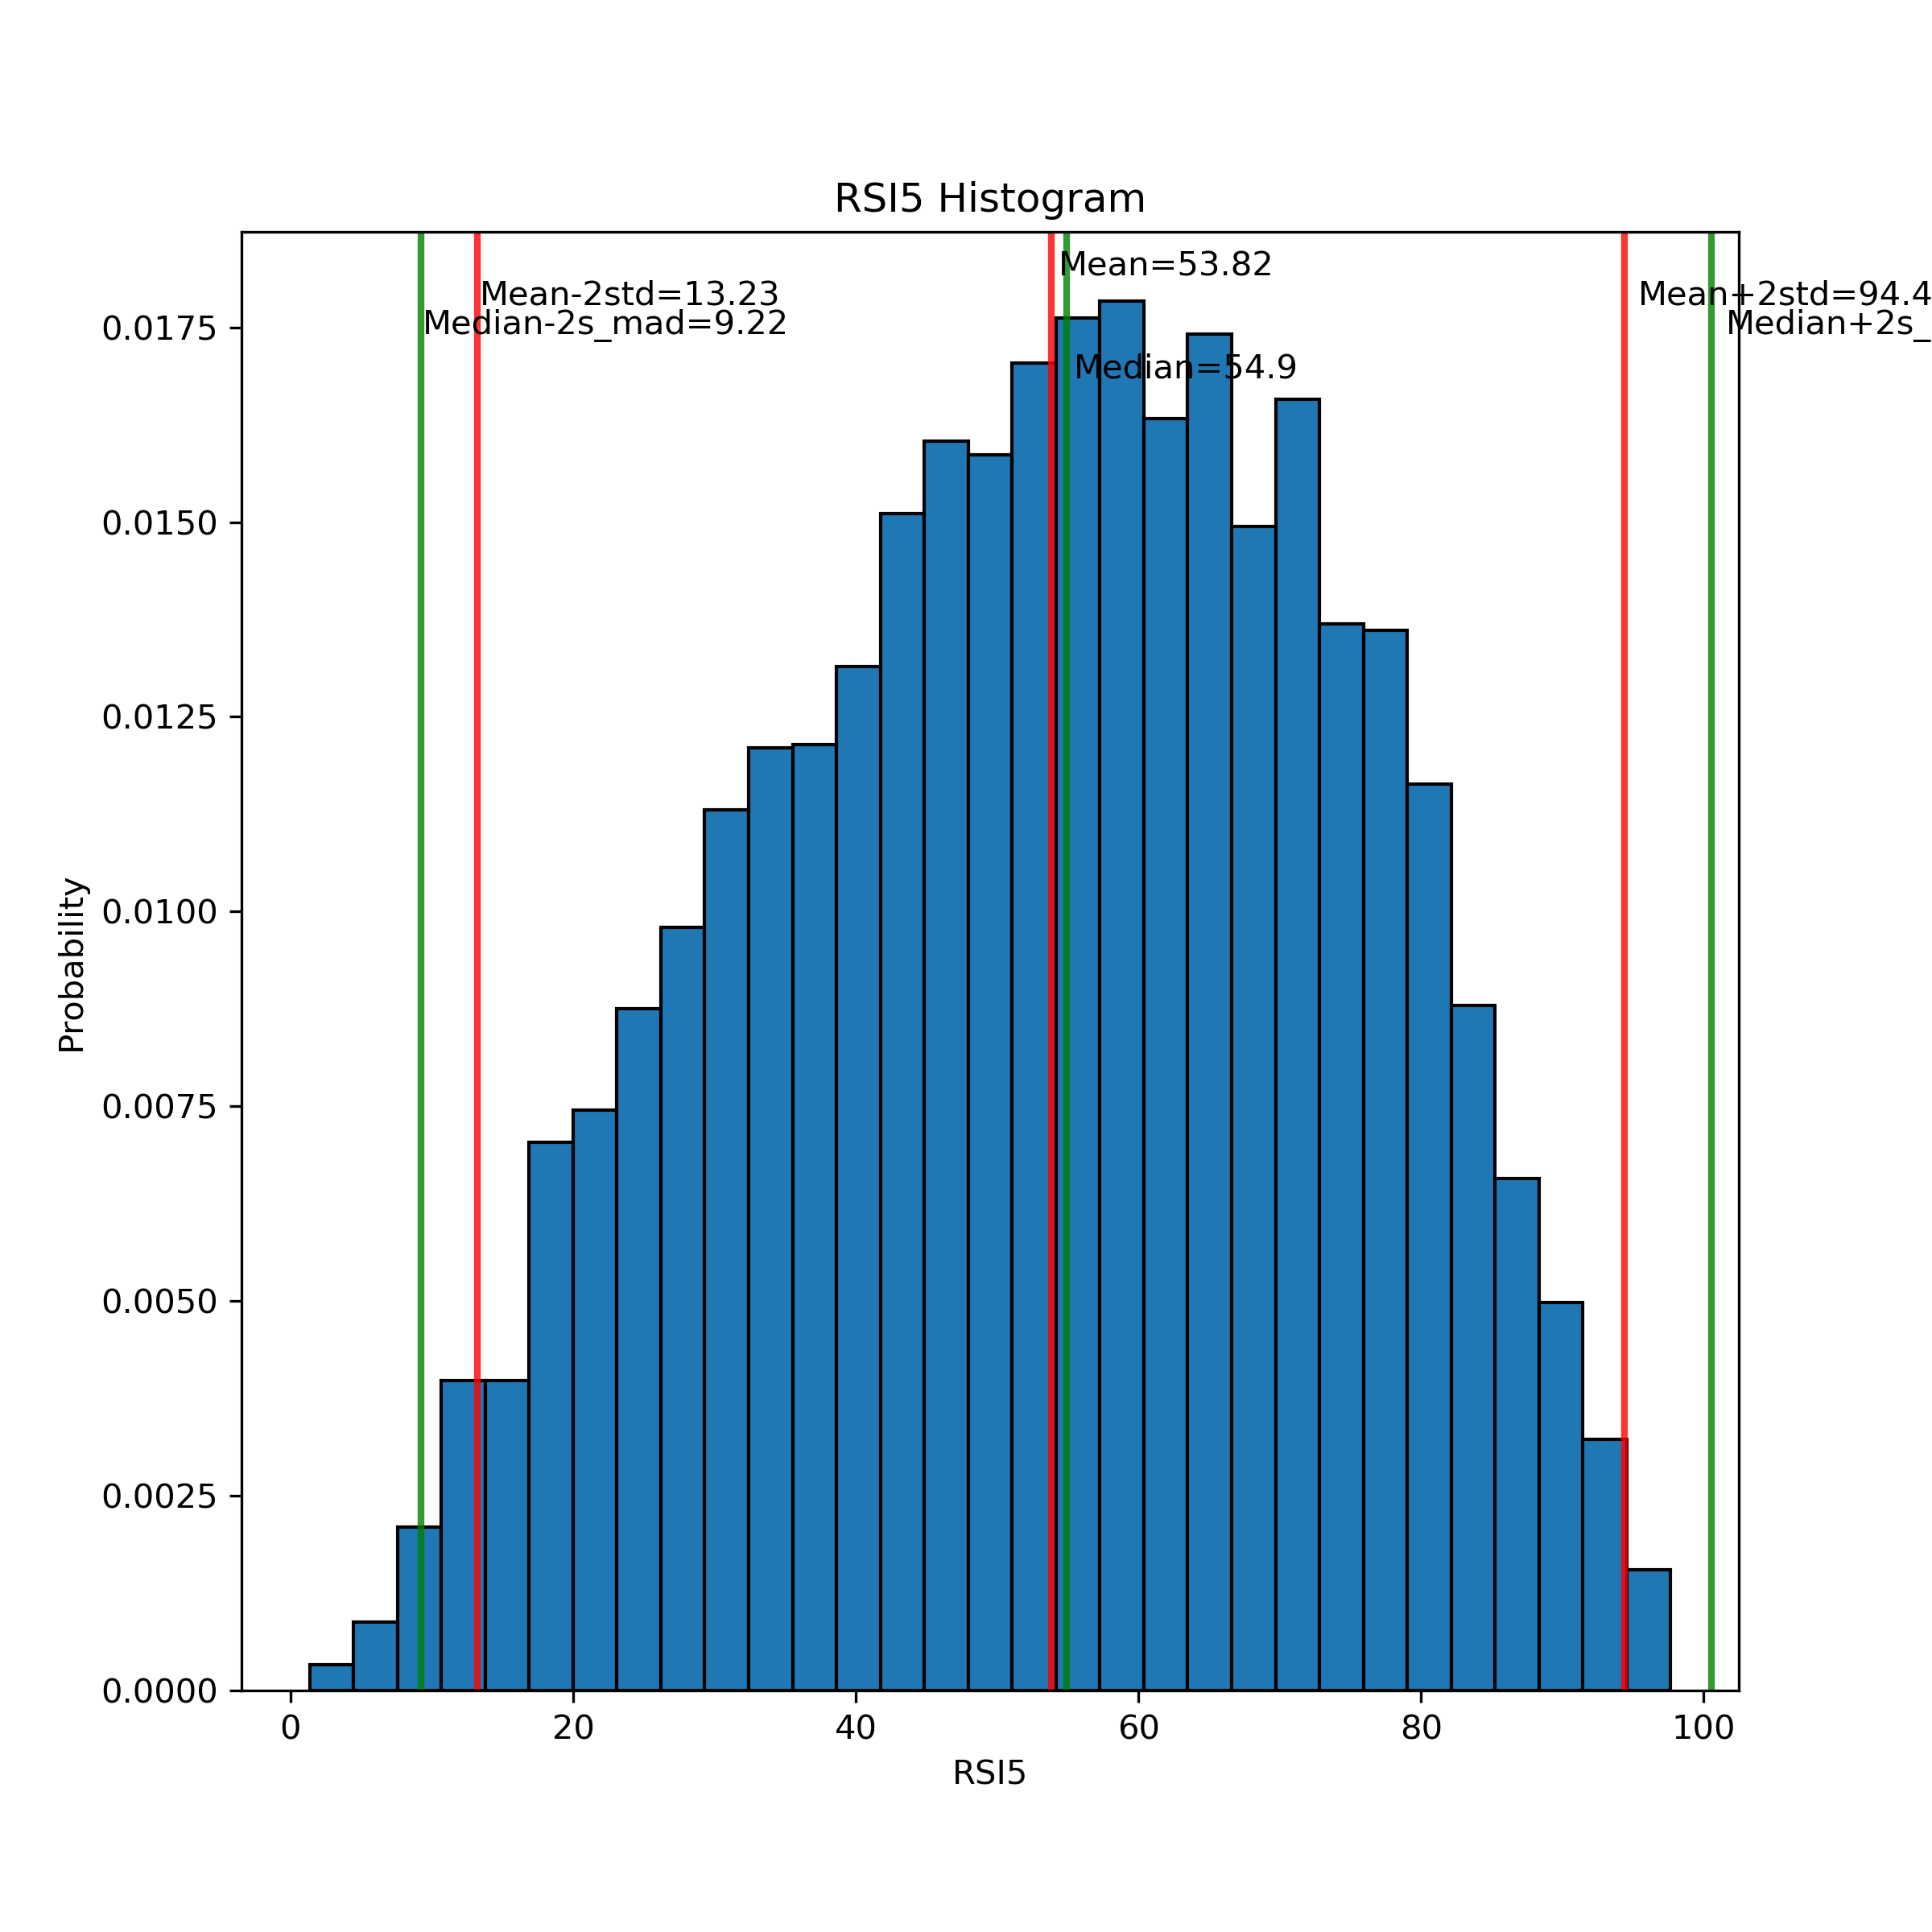 RSI5 Histogram
Mean=53.82
Mean-2std=13.23
Mean+2std=94.4
Median-2s_mad=9.22
Median+2s_
Median=54.9
0.0175
0.0150
0.0125
0.0100
0.0075
0.0050
0.0025
0.0000
Probability
0 20 40 60 80 100
RSI5